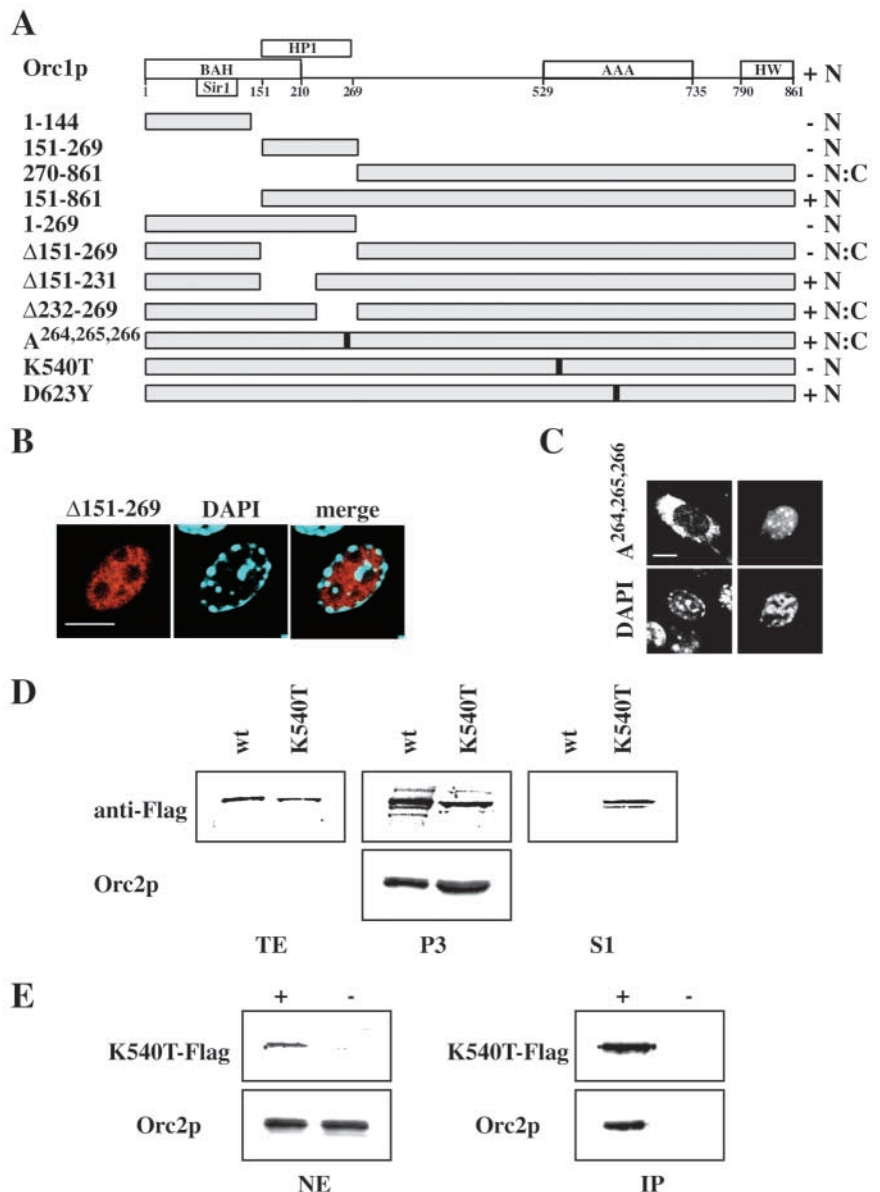 A
HP1
Orc1p BAH AAA HW + N
Sir1
1 151 210 269 529 735 790 861
1-144 - N
151-269 - N
270-861 - N:C
151-861 + N
1-269 - N
Δ151-269 - N:C
Δ151-231 + N
Δ232-269 + N:C
A264,265,266 + N:C
K540T - N
D623Y + N
B
Δ151-269 DAPI merge
C
A264,265,266
DAPI
D
wt K540T wt K540T wt K540T
anti-Flag
Orc2p
TE P3 S1
E
+ - + -
K540T-Flag K540T-Flag
Orc2p Orc2p
NE IP